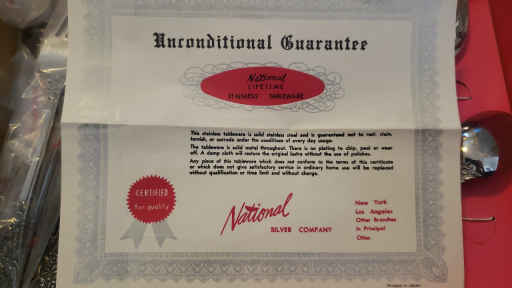 Unconditional Guarantee
National
LIFETIME
STAINLESS TABLEWARE
This stainless tableware is solid stainless steel and is guaranteed not to rust, stain,
tarnish, or corrode under the conditions of every day usage.
The tableware is solid metal throughout. There is no plating to chip, peel or wear
off. A damp cloth will restore the original lustre without the use of polishes.
Any piece of this tableware which does not conform to the terms of this certificate
or which does not give satisfactory service in ordinary home use will be replaced
without qualification or time limit and without charge.
CERTIFIED
for quality
National
SILVER COMPANY
New York
Los Angeles
Other Branches
in Principal
Cities
Printed in Japan